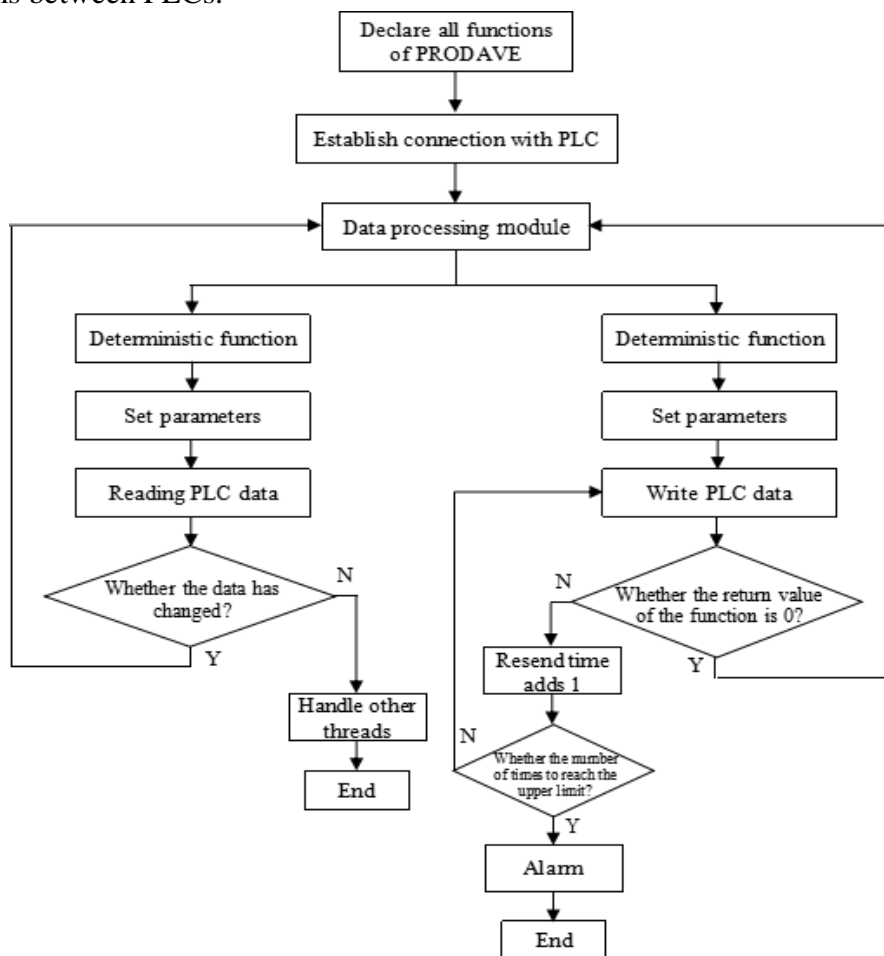 ns between PLCs.
Declare all functions
of PRODAVE
Establish connection with PLC
Data processing module
Deterministic function
Deterministic function
Set parameters
Set parameters
Reading PLC data
Write PLC data
Whether the data has
changed?
N
Y
Whether the return value
of the function is 0?
N
Y
Handle other
threads
End
Resend time
adds 1
Whether the number
of times to reach the
upper limit?
N
Y
Alarm
End